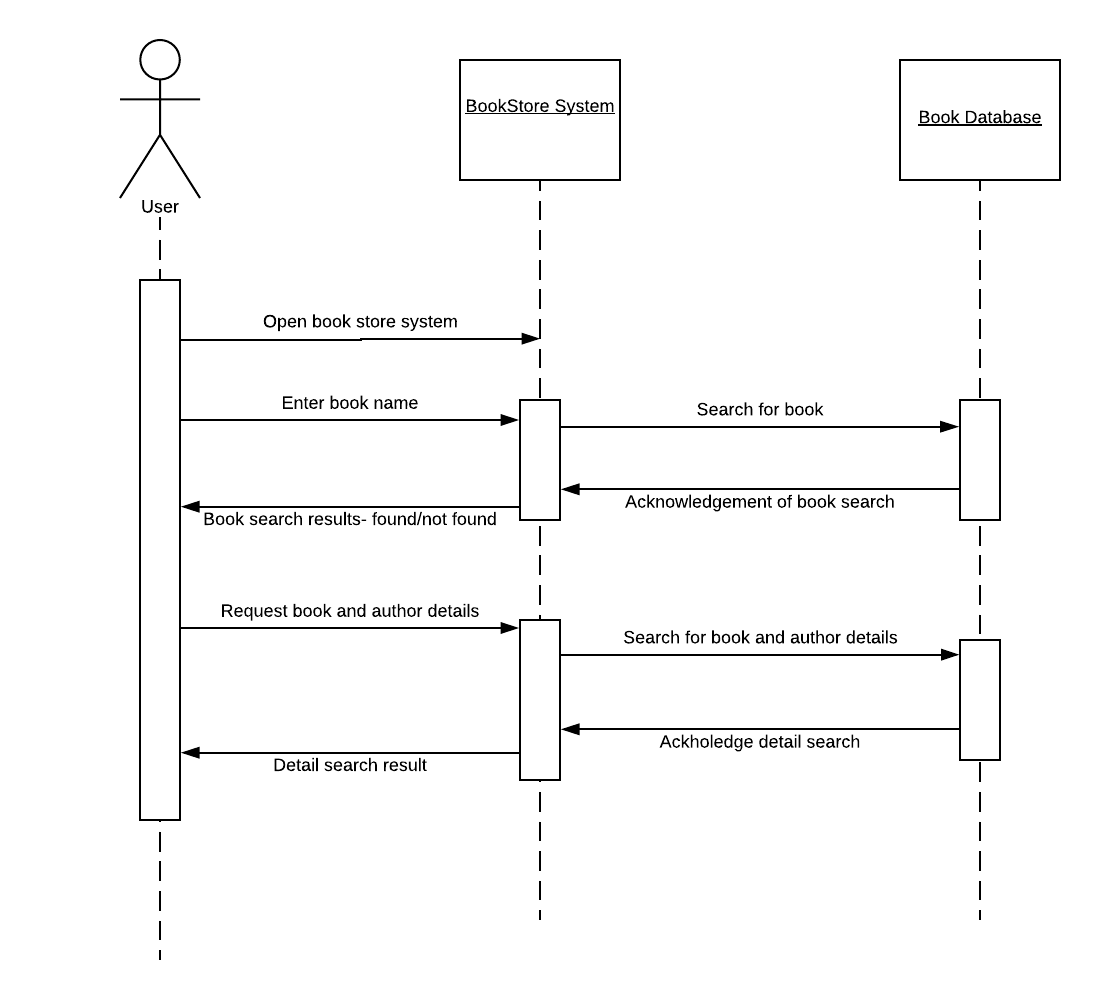 BookStore System
Book Database
User
Open book store system
Enter book name
Search for book
Acknowledgement of book search
Book search results- found/not found
Request book and author details
Search for book and author details
Ackholedge detail search
Detail search result